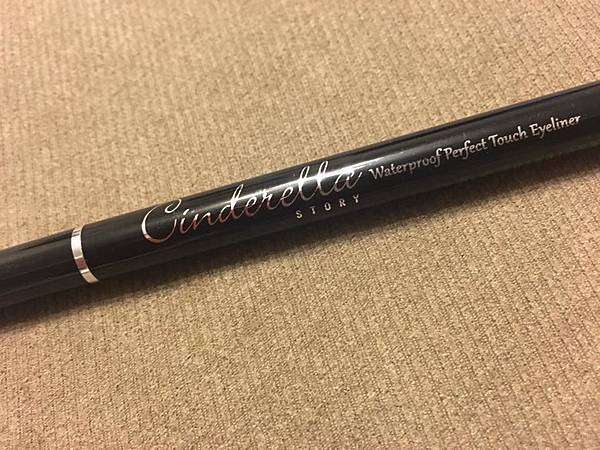 Cinderella
STORY
Waterproof Perfect Touch Eyeliner